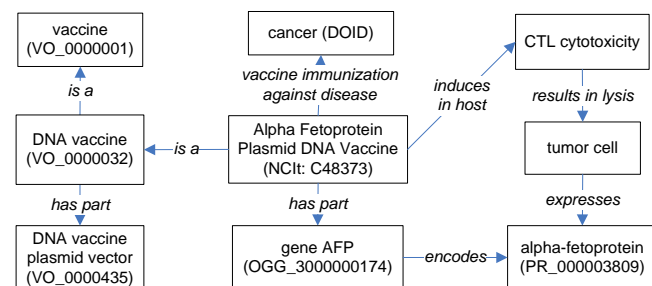 vaccine
(VO_0000001)
cancer (DOID)
CTL cytotoxicity
is a
vaccine immunization
against disease
induces
in host
results in lysis
DNA vaccine
(VO_0000032)
is a
Alpha Fetoprotein
Plasmid DNA Vaccine
(NCIt: C48373)
tumor cell
has part
has part
expresses
DNA vaccine
plasmid vector
(VO_0000435)
gene AFP
(OGG_3000000174)
encodes
alpha-fetoprotein
(PR_000003809)